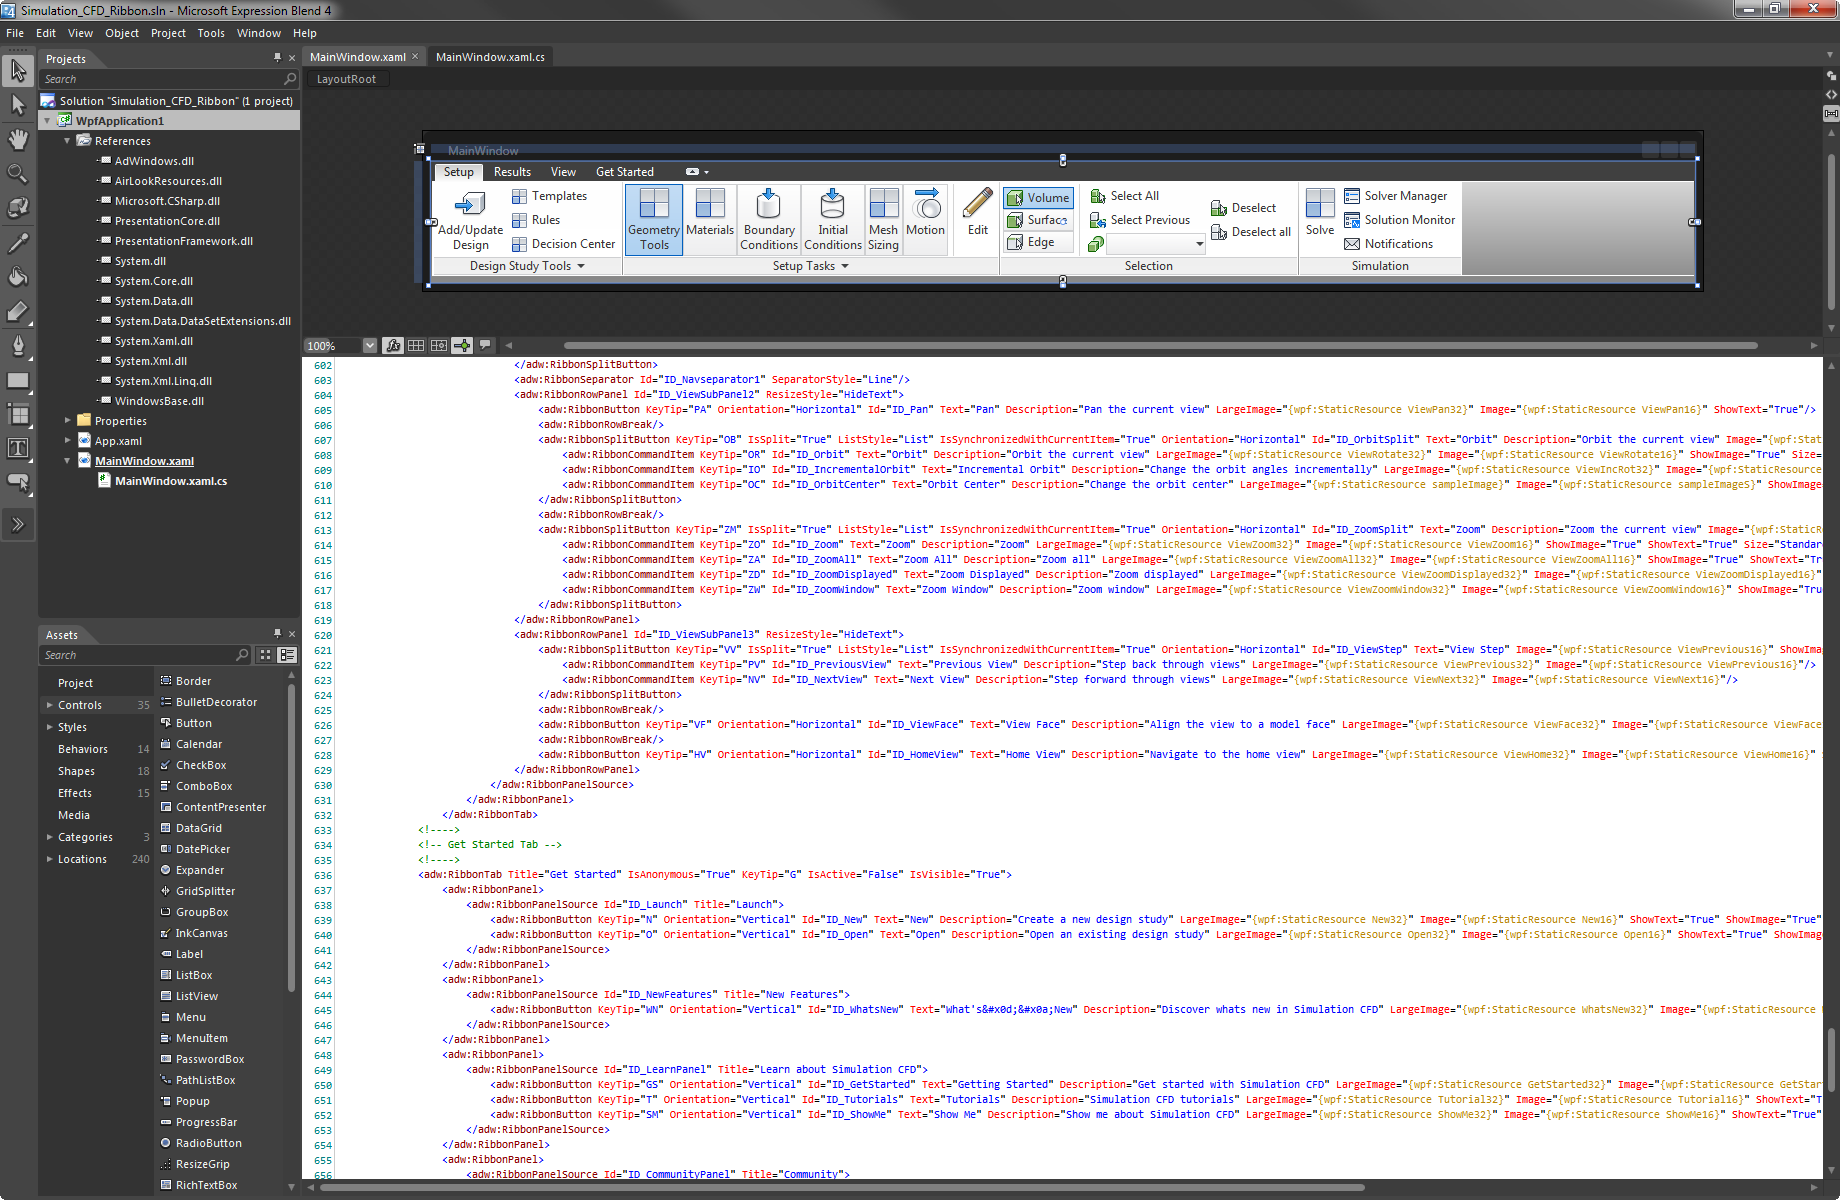 Simulation_CFD_Ribbon.sln - Microsoft Expression Blend 4
File Edit View Object Project Tools Window Help
Projects
Search
Solution "Simulation_CFD_Ribbon" (1 project)
WpfApplication1
References
AdWindows.dll
AirLookResources.dll
Microsoft.CSharp.dll
PresentationCore.dll
PresentationFramework.dll
System.dll
System.Core.dll
System.Data.dll
System.Data.DataSetExtensions.dll
System.Xaml.dll
System.Xml.dll
System.Xml.Linq.dll
WindowsBase.dll
Properties
App.xaml
MainWindow.xaml
MainWindow.xaml.cs
Assets
Search
Project
Controls 35
Styles
Behaviors 14
Shapes 18
Effects 15
Media
Categories 3
Locations 240
Border
BulletDecorator
Button
Calendar
CheckBox
ComboBox
ContentPresenter
DataGrid
DatePicker
Expander
GridSplitter
GroupBox
InkCanvas
Label
ListBox
ListView
Menu
MenuItem
PasswordBox
PathListBox
Popup
ProgressBar
RadioButton
ResizeGrip
RichTextBox
MainWindow.xaml MainWindow.xaml.cs
LayoutRoot
MainWindow
Setup Results View Get Started
Add/Update Design
Templates
Rules
Decision Center
Design Study Tools
Geometry Tools
Materials
Boundary Conditions
Initial Conditions
Mesh Sizing
Motion
Setup Tasks
Edit
Volume
Surface
Edge
Select All
Select Previous
Deselect
Deselect all
Selection
Solve
Solver Manager
Solution Monitor
Notifications
Simulation
100%
602 </adw:RibbonSplitButton>
603 <adw:RibbonSeparator Id="ID_Navseparator1" SeparatorStyle="Line"/>
604 <adw:RibbonRowPanel Id="ID_ViewSubPanel2" ResizeStyle="HideText">
605 <adw:RibbonButton KeyTip="PA" Orientation="Horizontal" Id="ID_Pan" Text="Pan" Description="Pan the current view" LargeImage="{wpf:StaticResource ViewPan32}" Image="{wpf:StaticResource ViewPan16}" ShowText="True"/>
606 <adw:RibbonRowBreak/>
607 <adw:RibbonSplitButton KeyTip="OB" IsSplit="True" ListStyle="List" IsSynchronizedWithCurrentItem="True" Orientation="Horizontal" Id="ID_OrbitSplit" Text="Orbit" Description="Orbit the current view" Image="{wpf:Stat
608 <adw:RibbonCommandItem KeyTip="OR" Id="ID_Orbit" Text="Orbit" Description="Orbit the current view" LargeImage="{wpf:StaticResource ViewRotate32}" Image="{wpf:StaticResource ViewRotate16}" ShowImage="True" Size=
609 <adw:RibbonCommandItem KeyTip="IO" Id="ID_IncrementalOrbit" Text="Incremental Orbit" Description="Change the orbit angles incrementally" LargeImage="{wpf:StaticResource ViewIncRot32}" Image="{wpf:StaticResource
610 <adw:RibbonCommandItem KeyTip="OC" Id="ID_OrbitCenter" Text="Orbit Center" Description="Change the orbit center" LargeImage="{wpf:StaticResource sampleImage}" Image="{wpf:StaticResource sampleImageS}" ShowImage
611 </adw:RibbonSplitButton>
612 <adw:RibbonRowBreak/>
613 <adw:RibbonSplitButton KeyTip="ZM" IsSplit="True" ListStyle="List" IsSynchronizedWithCurrentItem="True" Orientation="Horizontal" Id="ID_ZoomSplit" Text="Zoom" Description="Zoom the current view" Image="{wpf:StaticR
614 <adw:RibbonCommandItem KeyTip="ZO" Id="ID_Zoom" Text="Zoom" Description="Zoom" LargeImage="{wpf:StaticResource ViewZoom32}" Image="{wpf:StaticResource ViewZoom16}" ShowImage="True" ShowText="True" Size="Standar
615 <adw:RibbonCommandItem KeyTip="ZA" Id="ID_ZoomAll" Text="Zoom All" Description="Zoom all" LargeImage="{wpf:StaticResource ViewZoomAll32}" Image="{wpf:StaticResource ViewZoomAll16}" ShowImage="True" ShowText="Tr
616 <adw:RibbonCommandItem KeyTip="ZD" Id="ID_ZoomDisplayed" Text="Zoom Displayed" Description="Zoom displayed" LargeImage="{wpf:StaticResource ViewZoomDisplayed32}" Image="{wpf:StaticResource ViewZoomDisplayed16}"
617 <adw:RibbonCommandItem KeyTip="ZW" Id="ID_ZoomWindow" Text="Zoom Window" Description="Zoom window" LargeImage="{wpf:StaticResource ViewZoomWindow32}" Image="{wpf:StaticResource ViewZoomWindow16}" ShowImage="Tru
618 </adw:RibbonSplitButton>
619 </adw:RibbonRowPanel>
620 <adw:RibbonRowPanel Id="ID_ViewSubPanel3" ResizeStyle="HideText">
621 <adw:RibbonSplitButton KeyTip="VV" IsSplit="True" ListStyle="List" IsSynchronizedWithCurrentItem="True" Orientation="Horizontal" Id="ID_ViewStep" Text="View Step" Image="{wpf:StaticResource ViewPrevious16}" ShowIma
622 <adw:RibbonCommandItem KeyTip="PV" Id="ID_PreviousView" Text="Previous View" Description="Step back through views" LargeImage="{wpf:StaticResource ViewPrevious32}" Image="{wpf:StaticResource ViewPrevious16}"/>
623 <adw:RibbonCommandItem KeyTip="NV" Id="ID_NextView" Text="Next View" Description="Step forward through views" LargeImage="{wpf:StaticResource ViewNext32}" Image="{wpf:StaticResource ViewNext16}"/>
624 </adw:RibbonSplitButton>
625 <adw:RibbonRowBreak/>
626 <adw:RibbonButton KeyTip="VF" Orientation="Horizontal" Id="ID_ViewFace" Text="View Face" Description="Align the view to a model face" LargeImage="{wpf:StaticResource ViewFace32}" Image="{wpf:StaticResource ViewFace
627 <adw:RibbonRowBreak/>
628 <adw:RibbonButton KeyTip="HV" Orientation="Horizontal" Id="ID_HomeView" Text="Home View" Description="Navigate to the home view" LargeImage="{wpf:StaticResource ViewHome32}" Image="{wpf:StaticResource ViewHome16}"
629 </adw:RibbonRowPanel>
630 </adw:RibbonPanelSource>
631 </adw:RibbonPanel>
632 </adw:RibbonTab>
633 <!---->
634 <!-- Get Started Tab -->
635 <!---->
636 <adw:RibbonTab Title="Get Started" IsAnonymous="True" KeyTip="G" IsActive="False" IsVisible="True">
637 <adw:RibbonPanel>
638 <adw:RibbonPanelSource Id="ID_Launch" Title="Launch">
639 <adw:RibbonButton KeyTip="N" Orientation="Vertical" Id="ID_New" Text="New" Description="Create a new design study" LargeImage="{wpf:StaticResource New32}" Image="{wpf:StaticResource New16}" ShowText="True" ShowImage="True"
640 <adw:RibbonButton KeyTip="O" Orientation="Vertical" Id="ID_Open" Text="Open" Description="Open an existing design study" LargeImage="{wpf:StaticResource Open32}" Image="{wpf:StaticResource Open16}" ShowText="True" ShowImag
641 </adw:RibbonPanelSource>
642 </adw:RibbonPanel>
643 <adw:RibbonPanel>
644 <adw:RibbonPanelSource Id="ID_NewFeatures" Title="New Features">
645 <adw:RibbonButton KeyTip="WN" Orientation="Vertical" Id="ID_WhatsNew" Text="What's&#x0d;&#x0a;New" Description="Discover whats new in Simulation CFD" LargeImage="{wpf:StaticResource WhatsNew32}" Image="{wpf:StaticResource
646 </adw:RibbonPanelSource>
647 </adw:RibbonPanel>
648 <adw:RibbonPanel>
649 <adw:RibbonPanelSource Id="ID_LearnPanel" Title="Learn about Simulation CFD">
650 <adw:RibbonButton KeyTip="GS" Orientation="Vertical" Id="ID_GetStarted" Text="Getting Started" Description="Get started with Simulation CFD" LargeImage="{wpf:StaticResource GetStarted32}" Image="{wpf:StaticResource GetStar
651 <adw:RibbonButton KeyTip="T" Orientation="Vertical" Id="ID_Tutorials" Text="Tutorials" Description="Simulation CFD tutorials" LargeImage="{wpf:StaticResource Tutorial32}" Image="{wpf:StaticResource Tutorial16}" ShowText="T
652 <adw:RibbonButton KeyTip="SM" Orientation="Vertical" Id="ID_ShowMe" Text="Show Me" Description="Show me about Simulation CFD" LargeImage="{wpf:StaticResource ShowMe32}" Image="{wpf:StaticResource ShowMe16}" ShowText="True"
653 </adw:RibbonPanelSource>
654 </adw:RibbonPanel>
655 <adw:RibbonPanel>
656 <adw:RibbonPanelSource Id="ID_CommunityPanel" Title="Community">